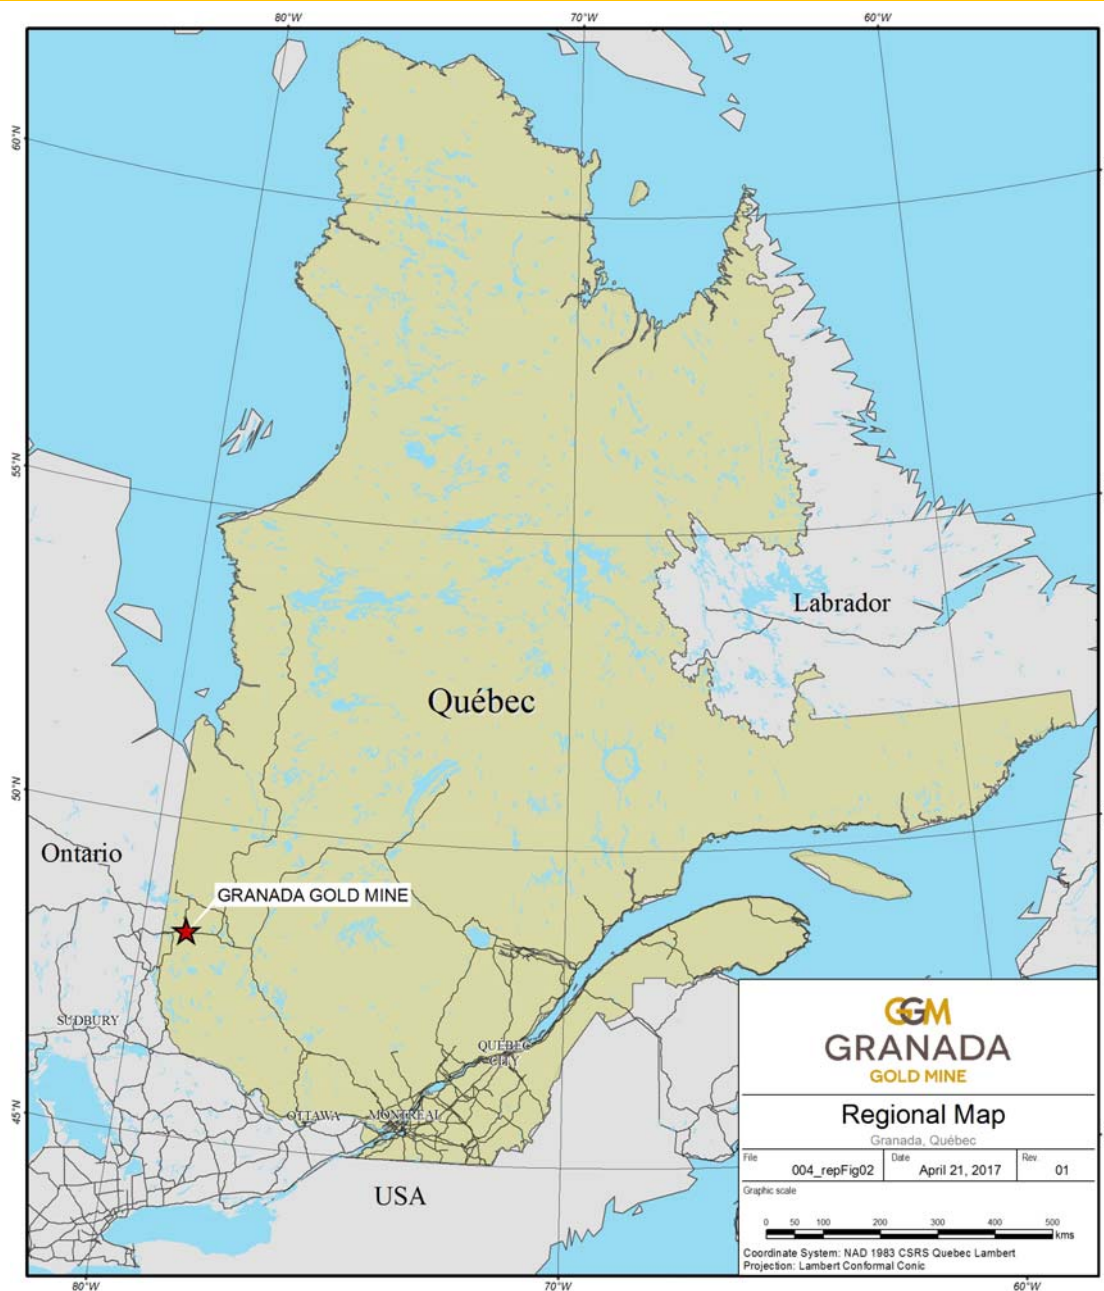 80°W
70°W
60°W
60°N
55°N
50°N
45°N
Labrador
Québec
Ontario
GRANADA GOLD MINE
SUDBURY
QUÉBEC
CITY
OTTAWA
MONTRÉAL
USA
GGM
GRANADA
GOLD MINE
Regional Map
Granada, Québec
File
004_repFig02
Date
April 21, 2017
Rev.
01
Graphic scale
0 50 100 200 300 400 500
kms
Coordinate System: NAD 1983 CSRS Quebec Lambert
Projection: Lambert Conformal Conic
80°W
70°W
60°W